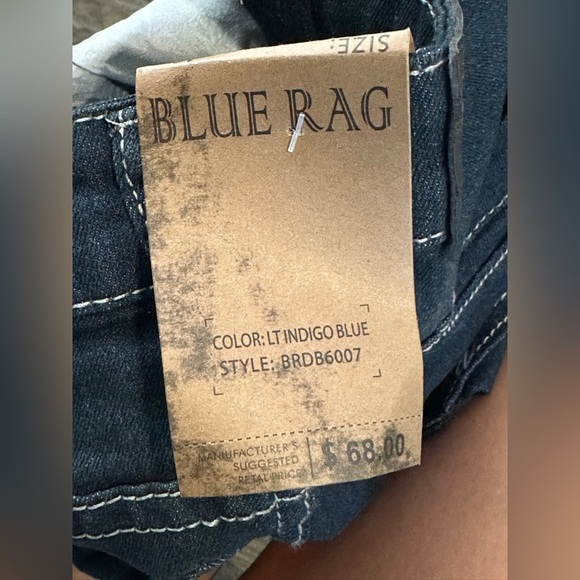 SIZE:
BLUE RAG
COLOR: LT INDIGO BLUE
STYLE: BRDB6007
MANUFACTURER'S
SUGGESTED
RETAIL PRICE
$ 68.00